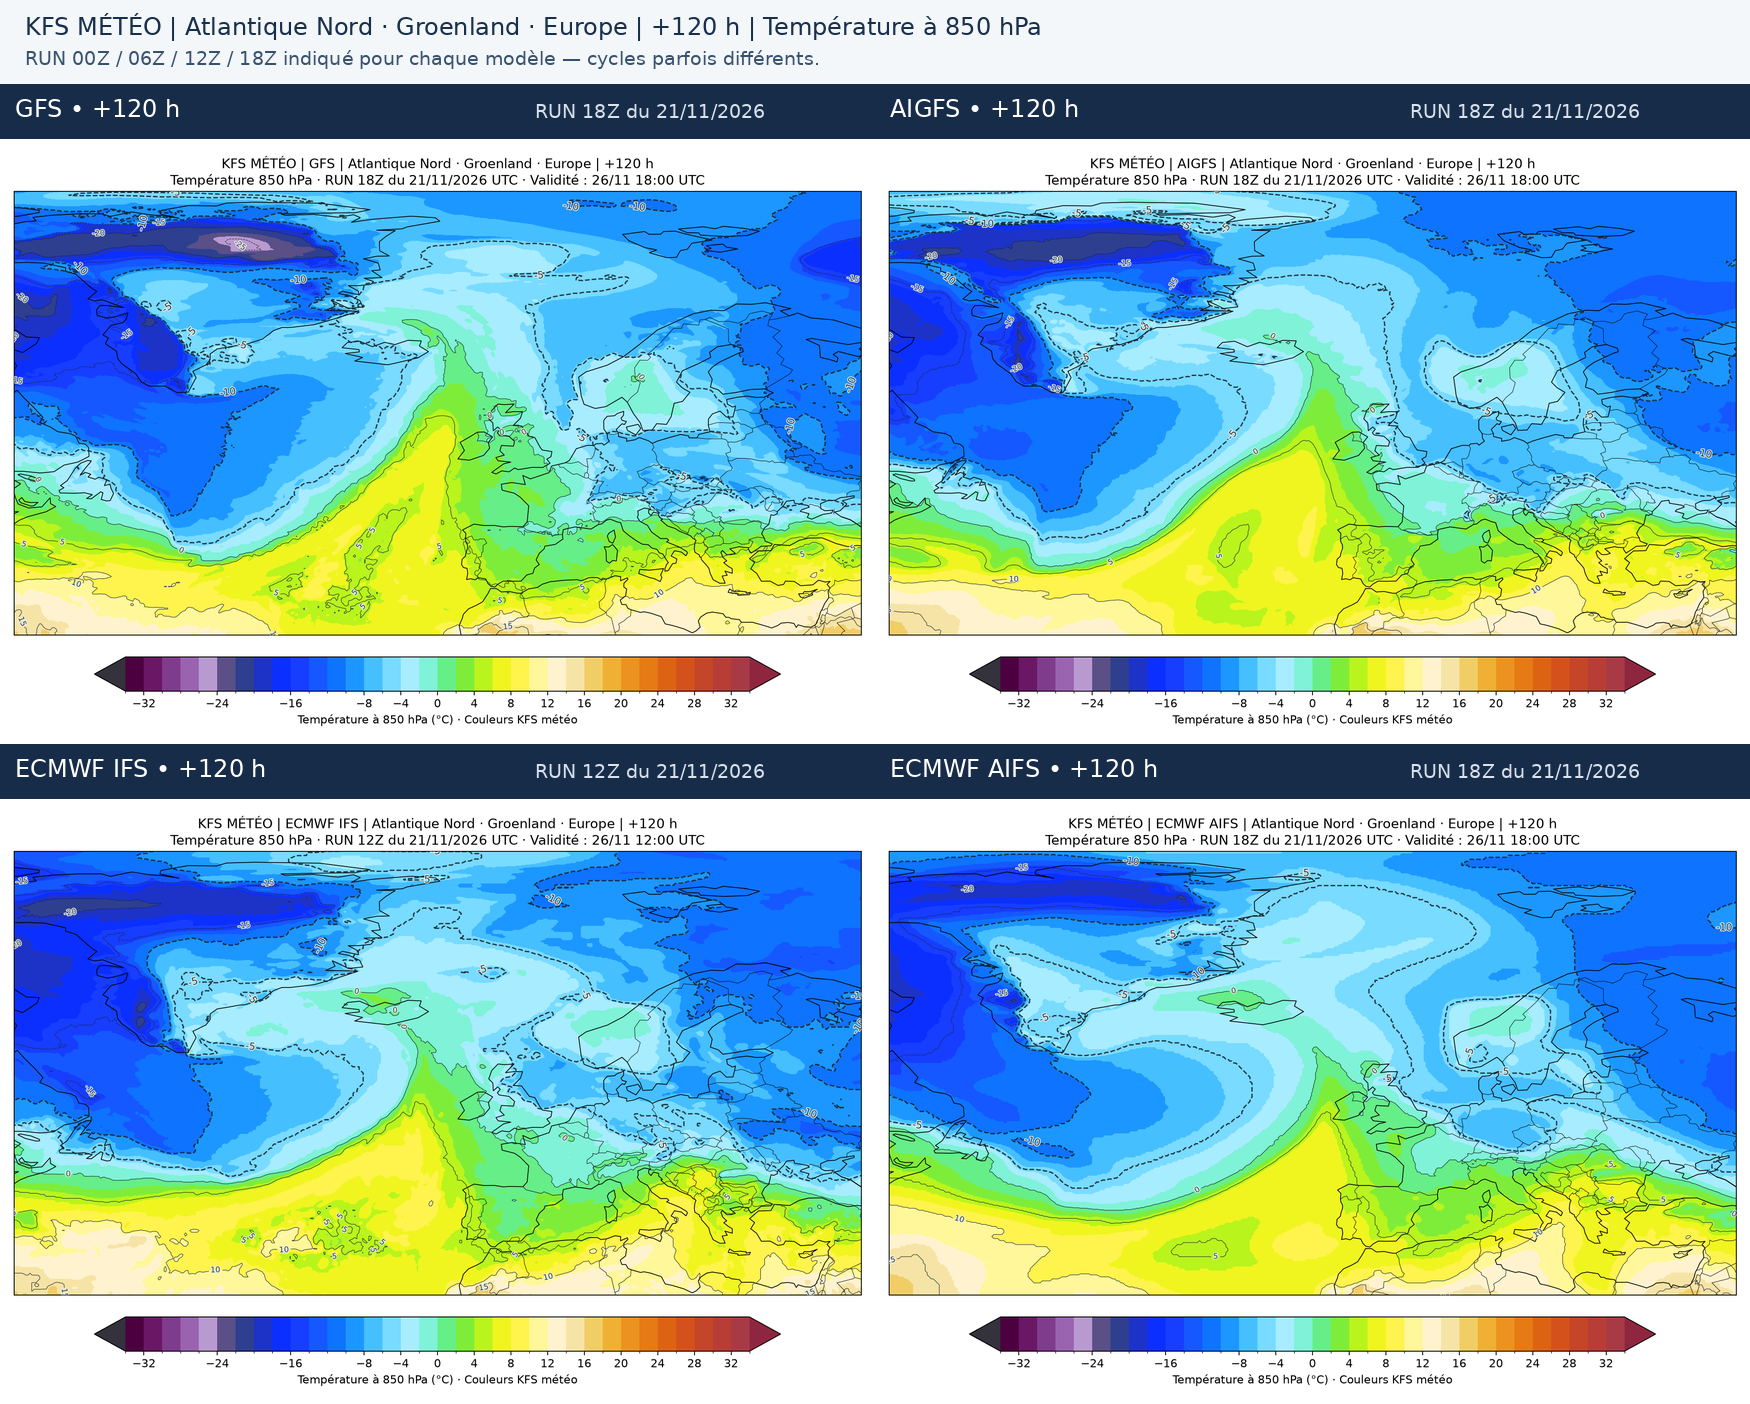 KFS MÉTÉO | Atlantique Nord · Groenland · Europe | +120 h | Température à 850 hPa
RUN 00Z / 06Z / 12Z / 18Z indiqué pour chaque modèle — cycles parfois différents.
GFS • +120 h
RUN 18Z du 21/11/2026
KFS MÉTÉO | GFS | Atlantique Nord · Groenland · Europe | +120 h
Température 850 hPa · RUN 18Z du 21/11/2026 UTC · Validité : 26/11 18:00 UTC
−32 −24 −16 −8 −4 0 4 8 12 16 20 24 28 32
Température à 850 hPa (°C) · Couleurs KFS météo
AIGFS • +120 h
RUN 18Z du 21/11/2026
KFS MÉTÉO | AIGFS | Atlantique Nord · Groenland · Europe | +120 h
Température 850 hPa · RUN 18Z du 21/11/2026 UTC · Validité : 26/11 18:00 UTC
−32 −24 −16 −8 −4 0 4 8 12 16 20 24 28 32
Température à 850 hPa (°C) · Couleurs KFS météo
ECMWF IFS • +120 h
RUN 12Z du 21/11/2026
KFS MÉTÉO | ECMWF IFS | Atlantique Nord · Groenland · Europe | +120 h
Température 850 hPa · RUN 12Z du 21/11/2026 UTC · Validité : 26/11 12:00 UTC
−32 −24 −16 −8 −4 0 4 8 12 16 20 24 28 32
Température à 850 hPa (°C) · Couleurs KFS météo
ECMWF AIFS • +120 h
RUN 18Z du 21/11/2026
KFS MÉTÉO | ECMWF AIFS | Atlantique Nord · Groenland · Europe | +120 h
Température 850 hPa · RUN 18Z du 21/11/2026 UTC · Validité : 26/11 18:00 UTC
−32 −24 −16 −8 −4 0 4 8 12 16 20 24 28 32
Température à 850 hPa (°C) · Couleurs KFS météo